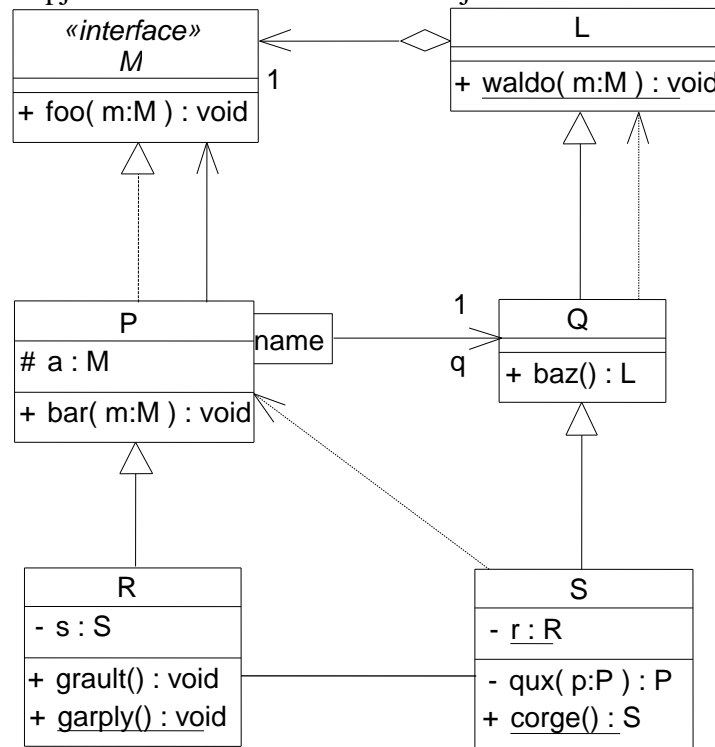 «interface»
M
+ foo( m:M ) : void
1
L
+ waldo( m:M ) : void
P
# a : M
+ bar( m:M ) : void
name
1
q
Q
+ baz() : L
R
- s : S
+ grault() : void
+ garply() : void
S
- r : R
- qux( p:P ) : P
+ corge() : S